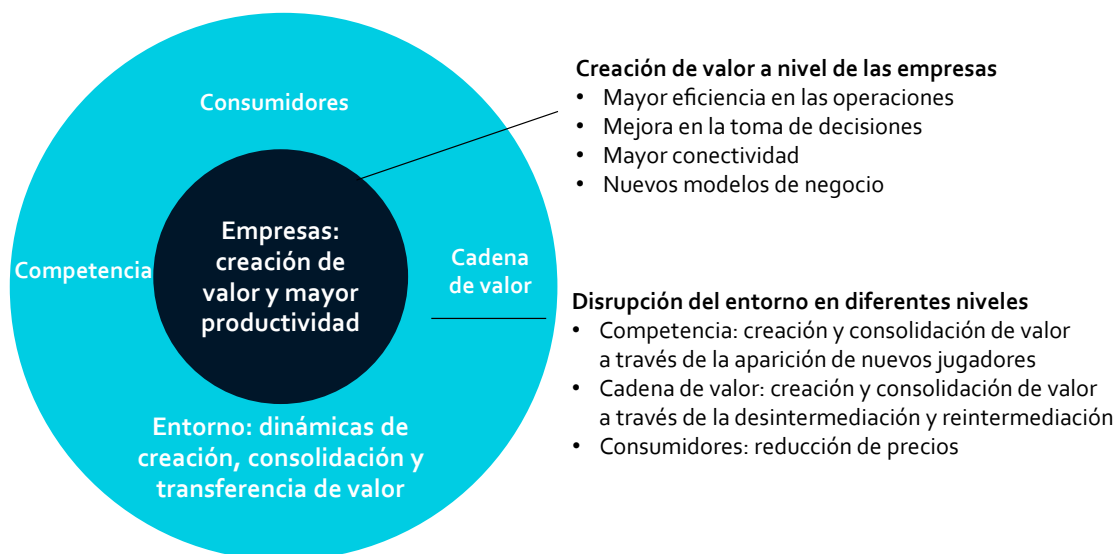 Consumidores
Competencia
Empresas:
creación de
valor y mayor
productividad
Cadena
de valor
Entorno: dinámicas de
creación, consolidación y
transferencia de valor
Creación de valor a nivel de las empresas
• Mayor eficiencia en las operaciones
• Mejora en la toma de decisiones
• Mayor conectividad
• Nuevos modelos de negocio
Disrupción del entorno en diferentes niveles
• Competencia: creación y consolidación de valor
a través de la aparición de nuevos jugadores
• Cadena de valor: creación y consolidación de valor
a través de la desintermediación y reintermediación
• Consumidores: reducción de precios